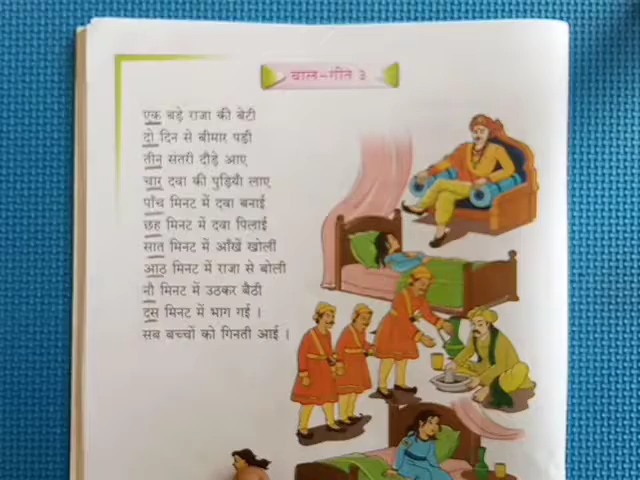 बाल-गीत ३
एक बड़े राजा की बेटी
दो दिन से बीमार पड़ी
तीन संतरी दौड़े आए
चार दवा की पुड़ियाँ लाए
पाँच मिनट में दवा बनाई
छह मिनट में दवा पिलाई
सात मिनट में आँखें खोलीं
आठ मिनट में राजा से बोली
नौ मिनट में उठकर बैठी
दस मिनट में भाग गई ।
सब बच्चों को गिनती आई ।